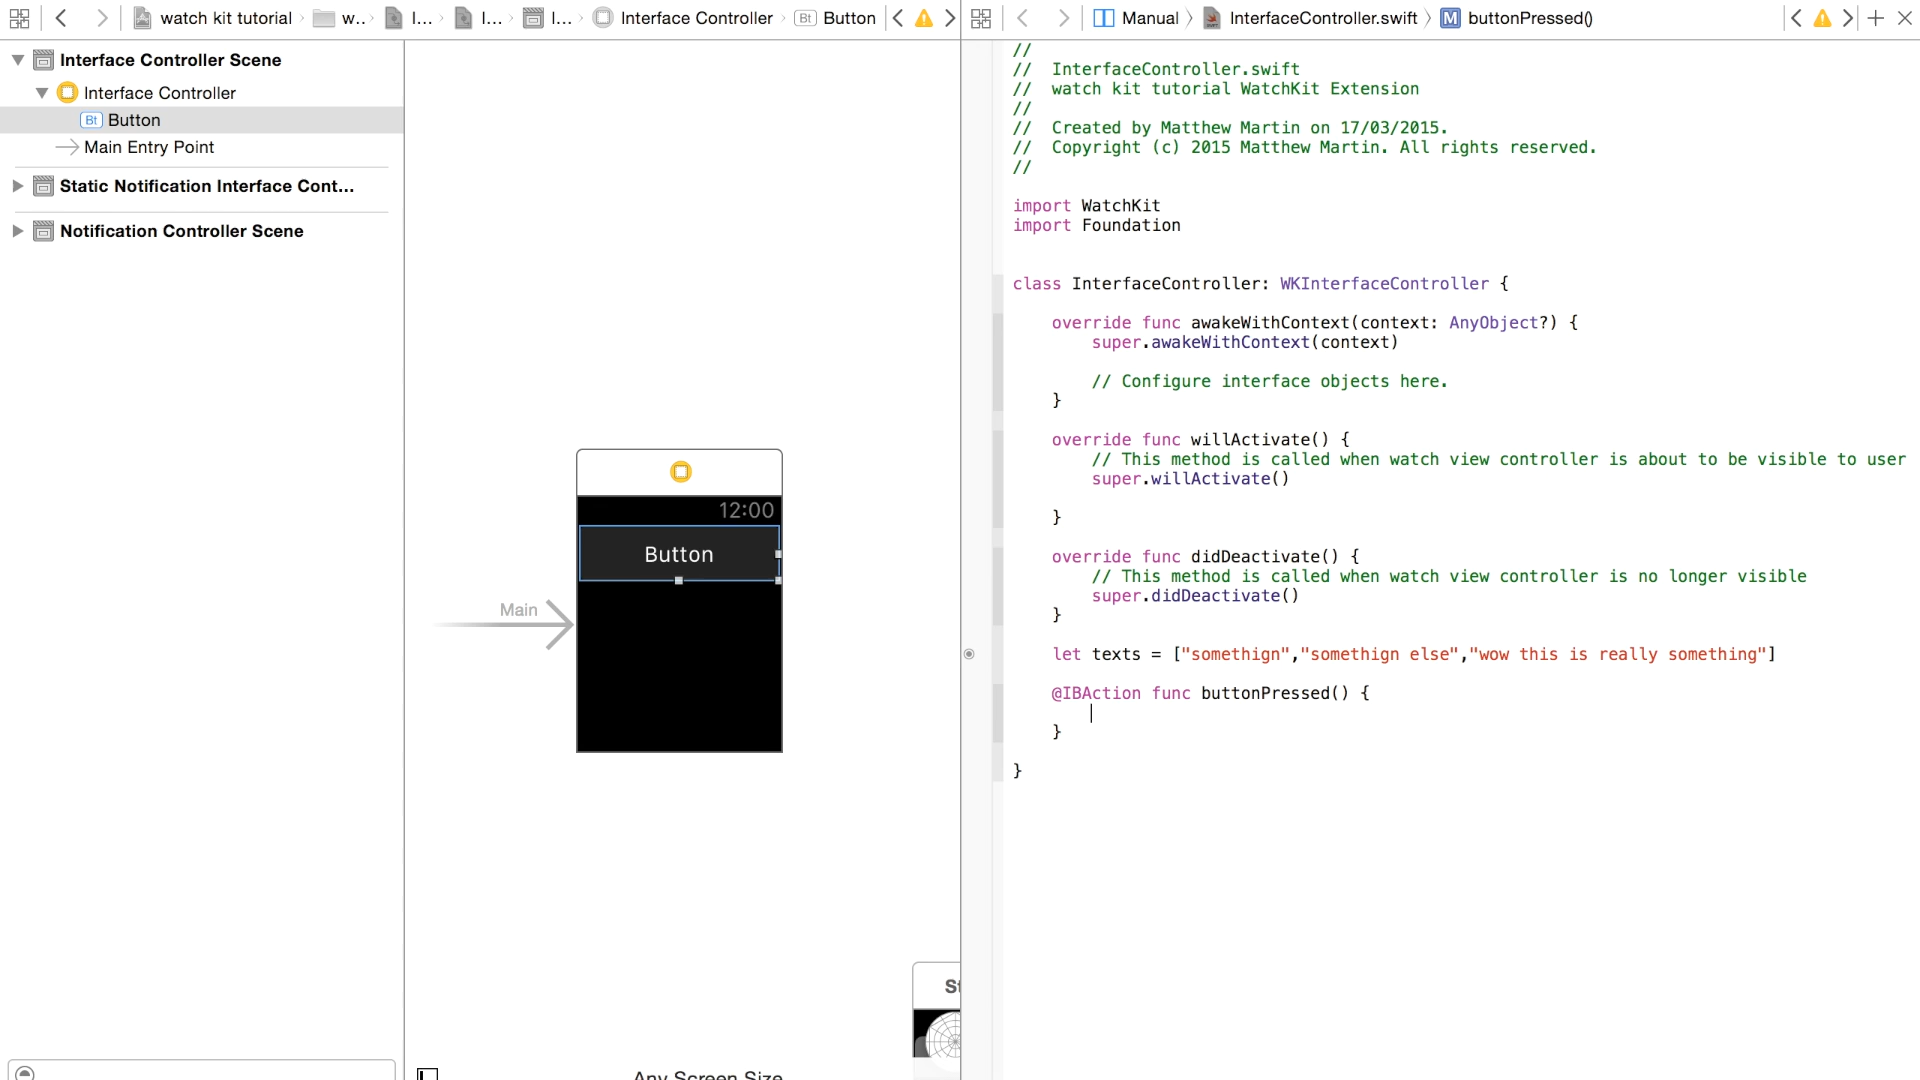 watch kit tutorial w... I... I... I... Interface Controller Bt Button
Manual InterfaceController.swift M buttonPressed()
Interface Controller Scene
Interface Controller
Bt Button
Main Entry Point
Static Notification Interface Cont...
Notification Controller Scene
12:00
Button
Main
Any Screen Size
//
// InterfaceController.swift
// watch kit tutorial WatchKit Extension
//
// Created by Matthew Martin on 17/03/2015.
// Copyright (c) 2015 Matthew Martin. All rights reserved.
//
import WatchKit
import Foundation
class InterfaceController: WKInterfaceController {
override func awakeWithContext(context: AnyObject?) {
super.awakeWithContext(context)
// Configure interface objects here.
}
override func willActivate() {
// This method is called when watch view controller is about to be visible to user
super.willActivate()
}
override func didDeactivate() {
// This method is called when watch view controller is no longer visible
super.didDeactivate()
}
let texts = ["somethign","somethign else","wow this is really something"]
@IBAction func buttonPressed() {
}
}